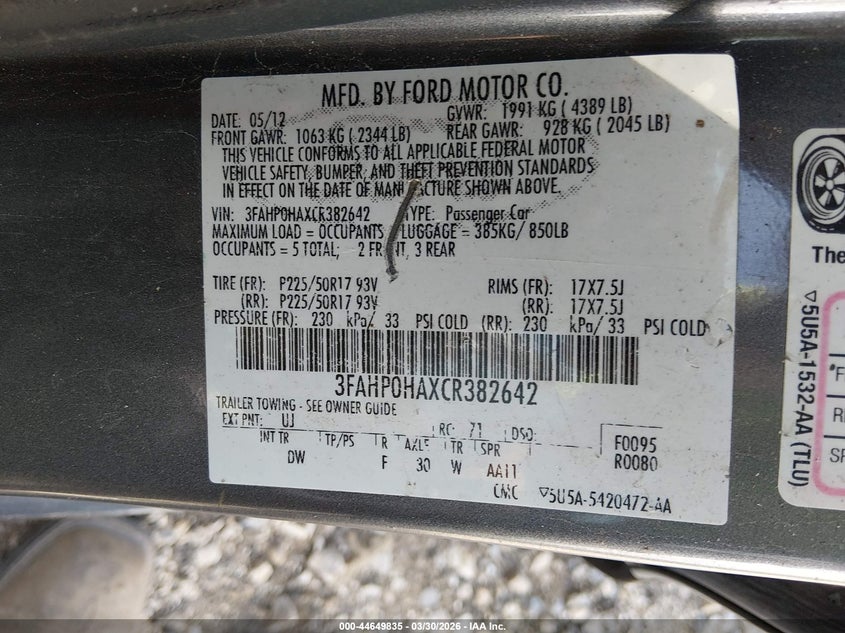 MFD. BY FORD MOTOR CO.
DATE: 05/12 GVWR: 1991 KG ( 4389 LB)
FRONT GAWR: 1063 KG ( 2344 LB) REAR GAWR: 928 KG ( 2045 LB)
THIS VEHICLE CONFORMS TO ALL APPLICABLE FEDERAL MOTOR
VEHICLE SAFETY, BUMPER, AND THEFT PREVENTION STANDARDS
IN EFFECT ON THE DATE OF MANUFACTURE SHOWN ABOVE.
VIN: 3FAHP0HAXCR382642 TYPE: Passenger Car
MAXIMUM LOAD = OCCUPANTS LUGGAGE = 385KG/ 850LB
OCCUPANTS = 5 TOTAL; 2 FRONT, 3 REAR
TIRE (FR): P225/50R17 93V RIMS (FR): 17X7.5J
(RR): P225/50R17 93V (RR): 17X7.5J
PRESSURE (FR): 230 kPa/ 33 PSI COLD (RR): 230 kPa/ 33 PSI COLD
3FAHP0HAXCR382642
TRAILER TOWING - SEE OWNER GUIDE
EXT PNT: UJ RC: 71 DSO: F0095
INT TR TP/PS R AXLE TR SPR R0080
DW F 30 W AA11
CMC ▽5U5A-5420472-AA
The
▽5U5A-1532-AA (TLU)
000-44649835 - 03/30/2026 - IAA Inc.